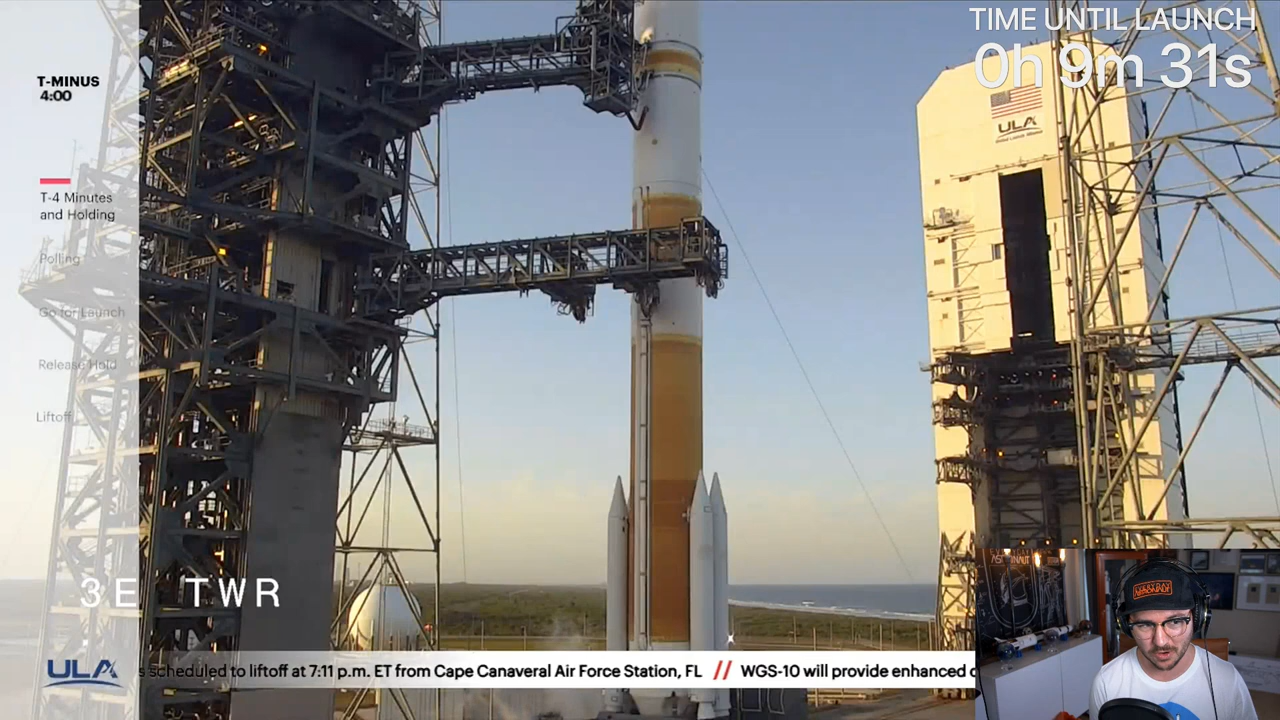 TIME UNTIL LAUNCH
0h 9m 31s
T-MINUS
4:00
ULA
T-4 Minutes
and Holding
Polling
Go for Launch
Release Hold
Liftoff
3E TWR
ULA
s scheduled to liftoff at 7:11 p.m. ET from Cape Canaveral Air Force Station, FL // WGS-10 will provide enhanced c
EVERYDAY
ASTRONAUT